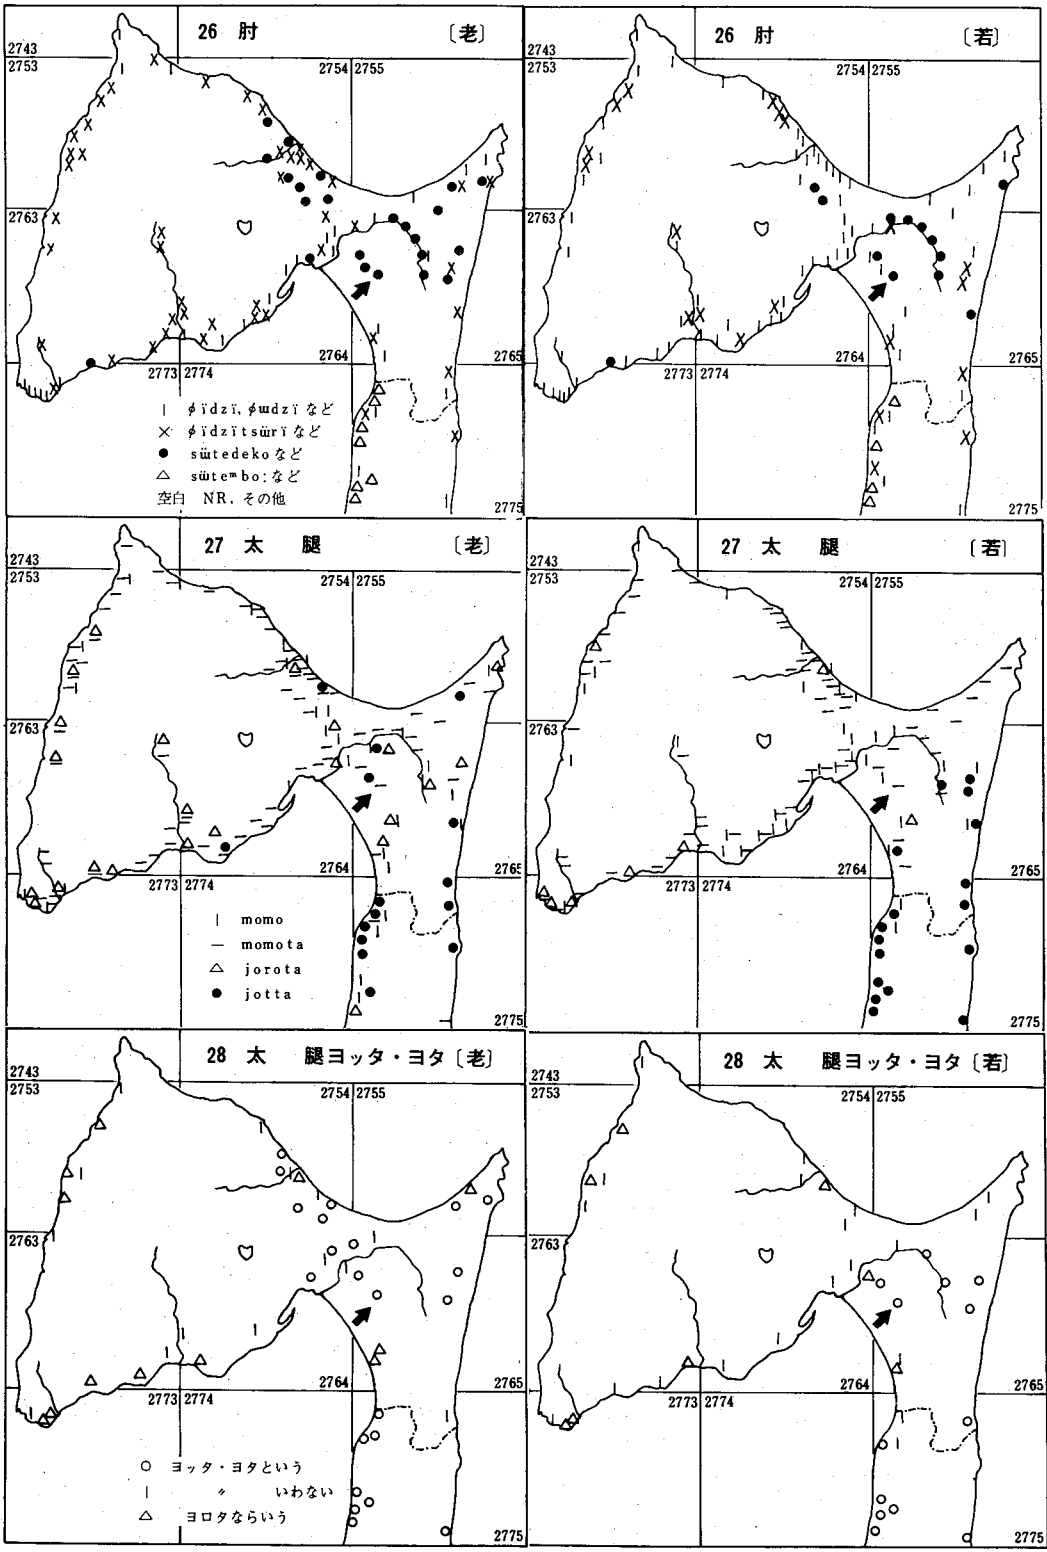 26 肘 〔老〕
2743
2753
2754 2755
2763
2764
2765
2773 2774
2775
ϕïdzï, ϕɯdzï など
ϕïdzïtsɯ̈rï など
sɯ̈tedeko など
sɯ̈teᵐbo: など
空白 NR. その他
26 肘 〔若〕
2743
2753
2754 2755
2763
2764
2765
2773 2774
2775
27 太 腿 〔老〕
2743
2753
2754 2755
2763
2764
2765
2773 2774
2775
momo
momota
jorota
jotta
27 太 腿 〔若〕
2743
2753
2754 2755
2763
2764
2765
2773 2774
2775
28 太 腿ヨッタ・ヨタ〔老〕
2743
2753
2754 2755
2763
2764
2765
2773 2774
2775
ヨッタ・ヨタという
〃 いわない
ヨロタならいう
28 太 腿ヨッタ・ヨタ〔若〕
2743
2753
2754 2755
2763
2764
2765
2773 2774
2775